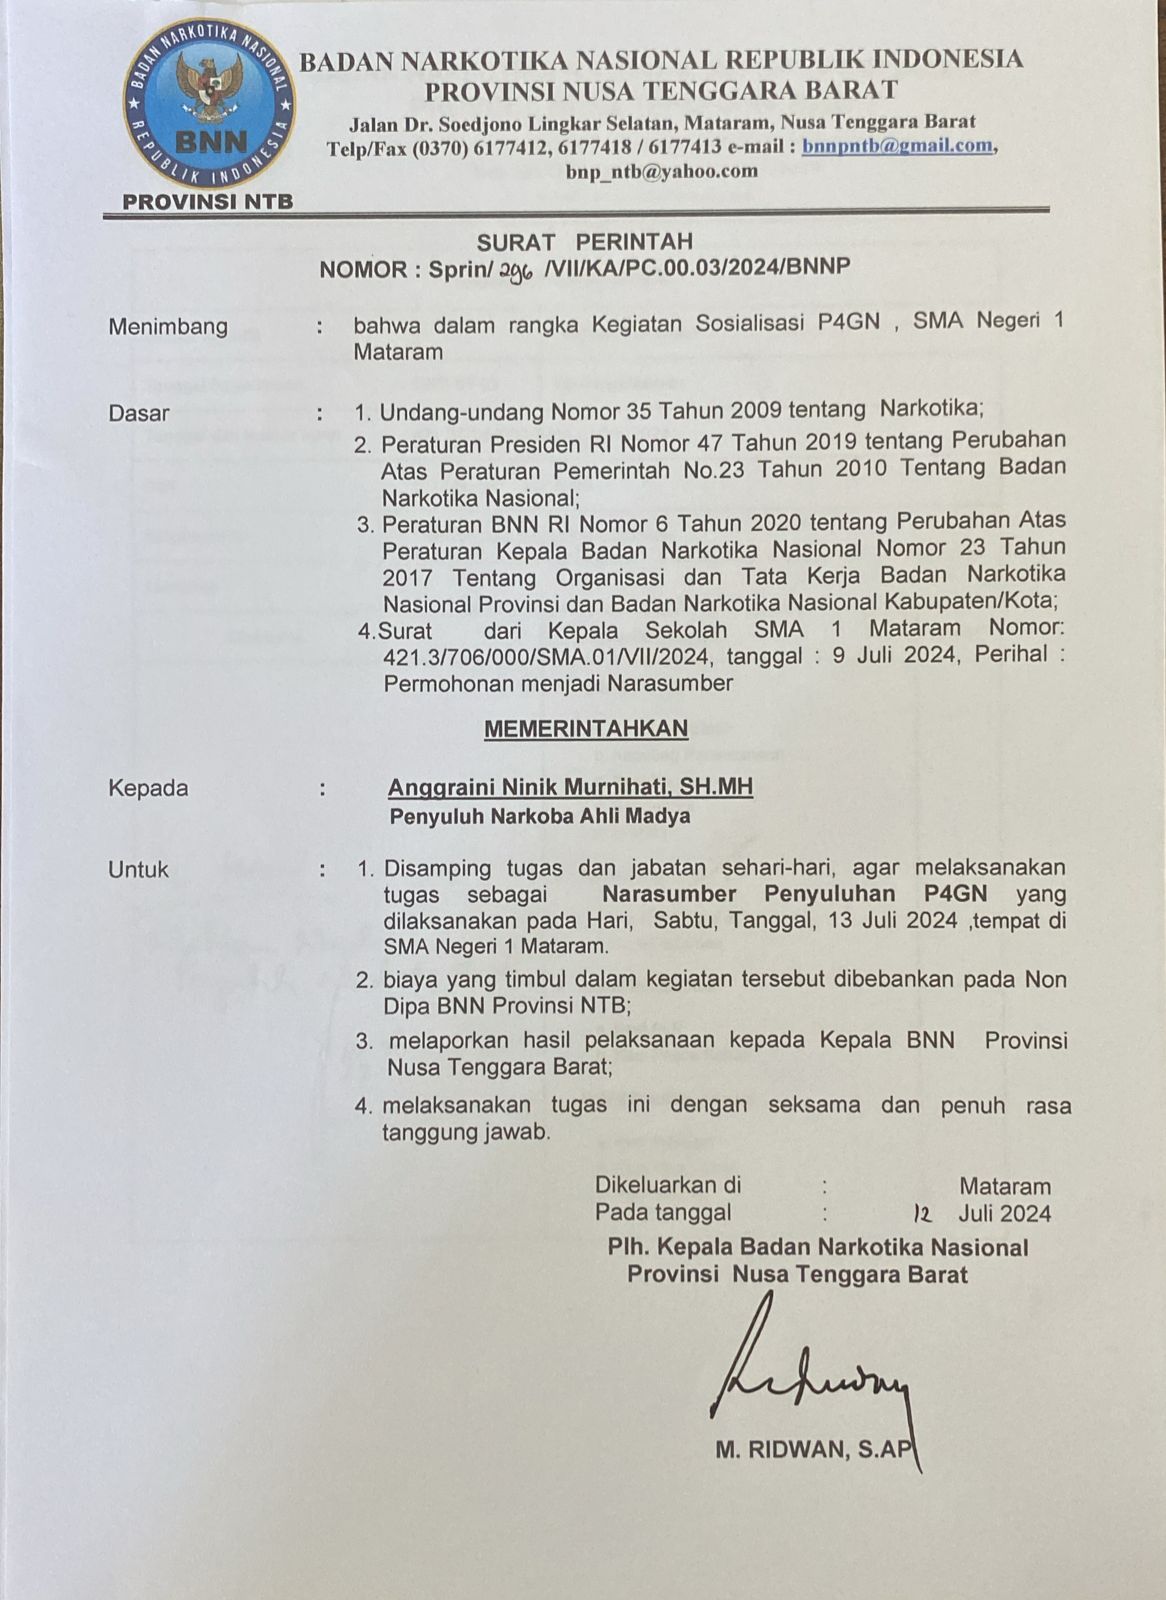 BADAN NARKOTIKA NASIONAL
REPUBLIK INDONESIA
BNN
PROVINSI NTB
BADAN NARKOTIKA NASIONAL REPUBLIK INDONESIA
PROVINSI NUSA TENGGARA BARAT
Jalan Dr. Soedjono Lingkar Selatan, Mataram, Nusa Tenggara Barat
Telp/Fax (0370) 6177412, 6177418 / 6177413 e-mail : bnnpntb@gmail.com,
bnp_ntb@yahoo.com
SURAT PERINTAH
NOMOR : Sprin/ 296 /VII/KA/PC.00.03/2024/BNNP
Menimbang : bahwa dalam rangka Kegiatan Sosialisasi P4GN , SMA Negeri 1
Mataram
Dasar : 1. Undang-undang Nomor 35 Tahun 2009 tentang Narkotika;
2. Peraturan Presiden RI Nomor 47 Tahun 2019 tentang Perubahan
Atas Peraturan Pemerintah No.23 Tahun 2010 Tentang Badan
Narkotika Nasional;
3. Peraturan BNN RI Nomor 6 Tahun 2020 tentang Perubahan Atas
Peraturan Kepala Badan Narkotika Nasional Nomor 23 Tahun
2017 Tentang Organisasi dan Tata Kerja Badan Narkotika
Nasional Provinsi dan Badan Narkotika Nasional Kabupaten/Kota;
4.Surat dari Kepala Sekolah SMA 1 Mataram Nomor:
421.3/706/000/SMA.01/VII/2024, tanggal : 9 Juli 2024, Perihal :
Permohonan menjadi Narasumber
MEMERINTAHKAN
Kepada : Anggraini Ninik Murnihati, SH.MH
Penyuluh Narkoba Ahli Madya
Untuk : 1. Disamping tugas dan jabatan sehari-hari, agar melaksanakan
tugas sebagai Narasumber Penyuluhan P4GN yang
dilaksanakan pada Hari, Sabtu, Tanggal, 13 Juli 2024 ,tempat di
SMA Negeri 1 Mataram.
2. biaya yang timbul dalam kegiatan tersebut dibebankan pada Non
Dipa BNN Provinsi NTB;
3. melaporkan hasil pelaksanaan kepada Kepala BNN Provinsi
Nusa Tenggara Barat;
4. melaksanakan tugas ini dengan seksama dan penuh rasa
tanggung jawab.
Dikeluarkan di : Mataram
Pada tanggal : 12 Juli 2024
Plh. Kepala Badan Narkotika Nasional
Provinsi Nusa Tenggara Barat
M. RIDWAN, S.AP